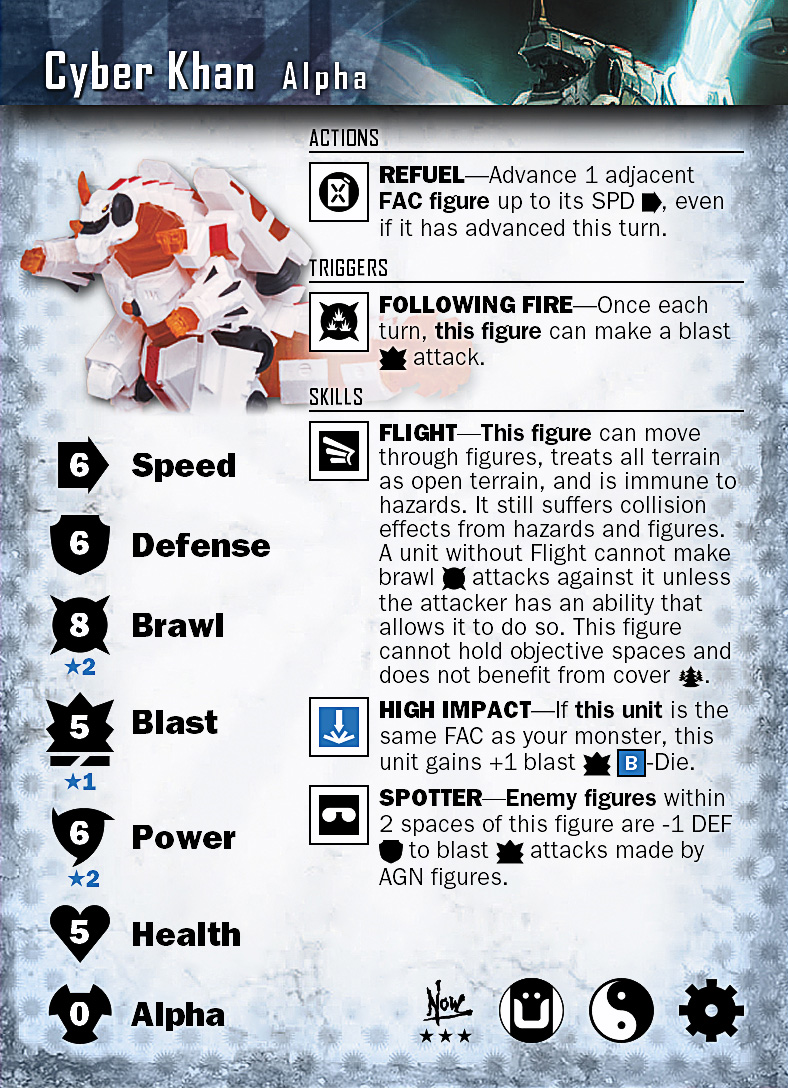 Cyber Khan Alpha
ACTIONS
REFUEL—Advance 1 adjacent
FAC figure up to its SPD , even
if it has advanced this turn.
TRIGGERS
FOLLOWING FIRE—Once each
turn, this figure can make a blast
attack.
SKILLS
FLIGHT—This figure can move
through figures, treats all terrain
as open terrain, and is immune to
hazards. It still suffers collision
effects from hazards and figures.
A unit without Flight cannot make
brawl attacks against it unless
the attacker has an ability that
allows it to do so. This figure
cannot hold objective spaces and
does not benefit from cover .
HIGH IMPACT—If this unit is the
same FAC as your monster, this
unit gains +1 blast B-Die.
SPOTTER—Enemy figures within
2 spaces of this figure are -1 DEF
to blast attacks made by
AGN figures.
6 Speed
6 Defense
8 Brawl
★2
5 Blast
★1
6 Power
★2
5 Health
0 Alpha
Now
★★★